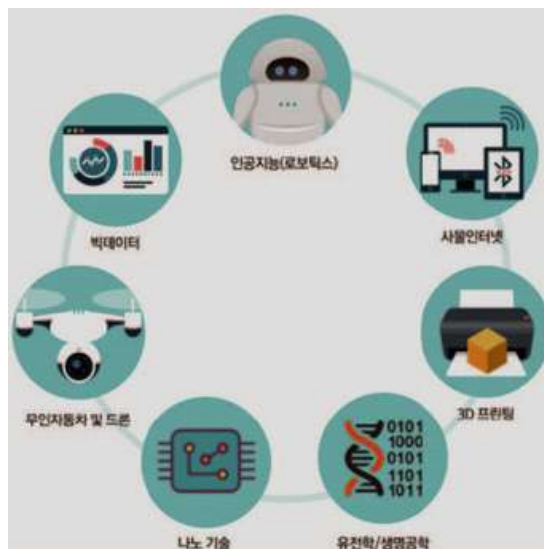 인공지능(로보틱스)
사물인터넷
빅데이터
3D 프린팅
무인자동차 및 드론
0101
1000
0101
1101
1011
나노 기술
유전학/생명공학